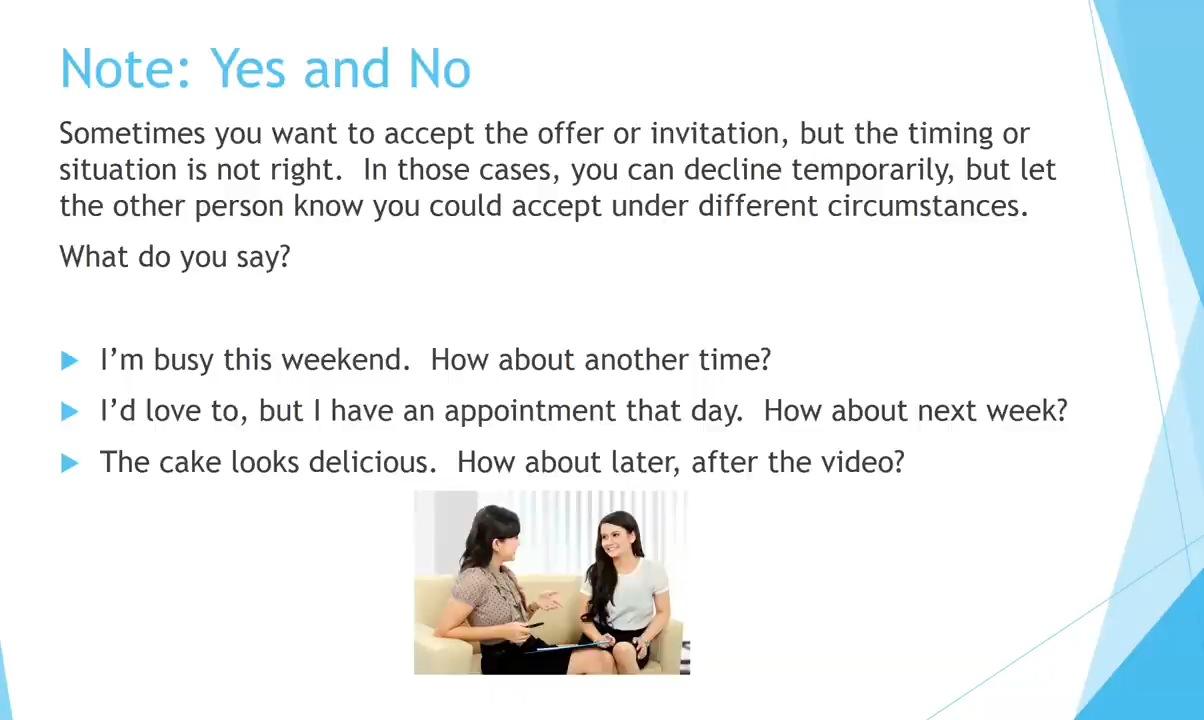 Note: Yes and No
Sometimes you want to accept the offer or invitation, but the timing or
situation is not right.  In those cases, you can decline temporarily, but let
the other person know you could accept under different circumstances.
What do you say?
I’m busy this weekend.  How about another time?
I’d love to, but I have an appointment that day.  How about next week?
The cake looks delicious.  How about later, after the video?